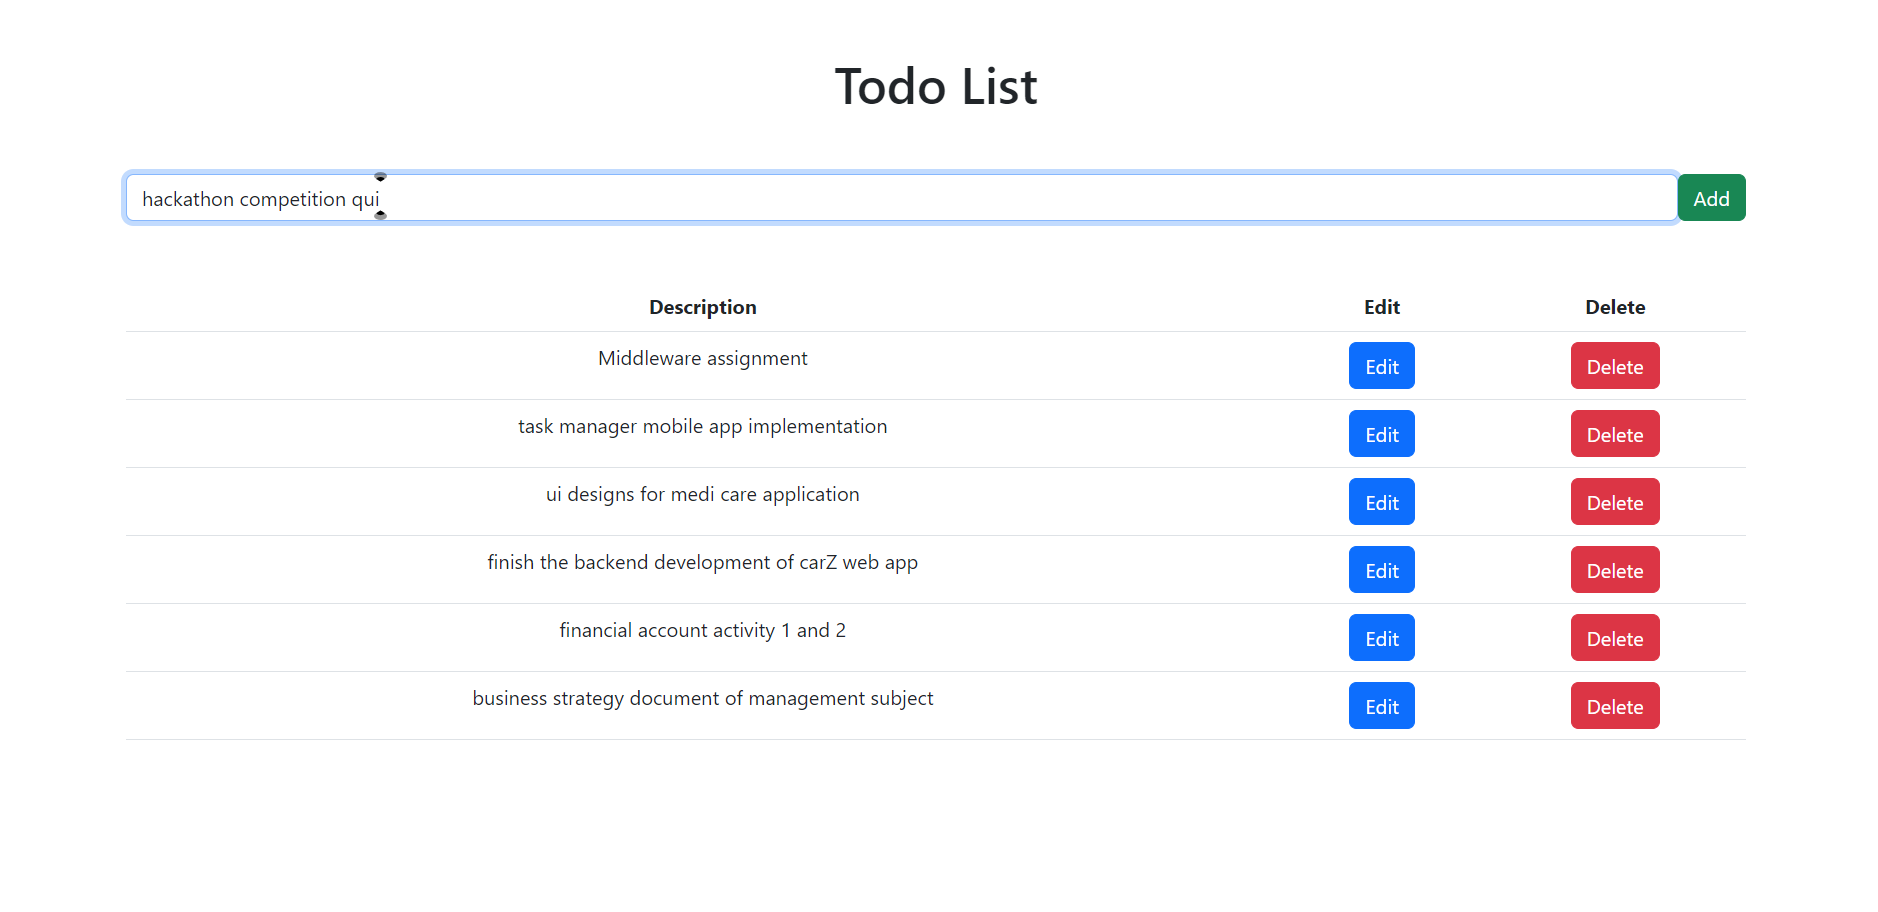 Todo List
hackathon competition qui
Add
Description Edit Delete
Middleware assignment Edit Delete
task manager mobile app implementation Edit Delete
ui designs for medi care application Edit Delete
finish the backend development of carZ web app Edit Delete
financial account activity 1 and 2 Edit Delete
business strategy document of management subject Edit Delete